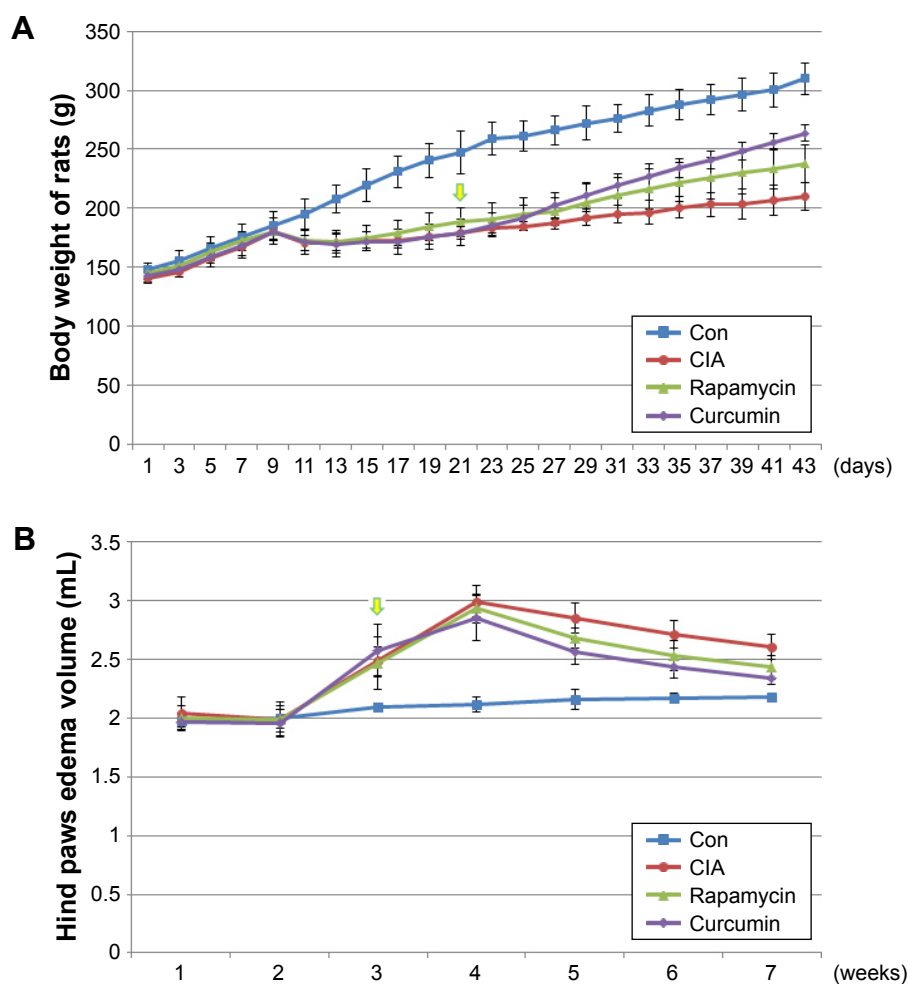 A
Body weight of rats (g)
350
300
250
200
150
100
50
0
1 3 5 7 9 11 13 15 17 19 21 23 25 27 29 31 33 35 37 39 41 43 (days)
Con
CIA
Rapamycin
Curcumin
B
Hind paws edema volume (mL)
3.5
3
2.5
2
1.5
1
0.5
0
1 2 3 4 5 6 7 (weeks)
Con
CIA
Rapamycin
Curcumin